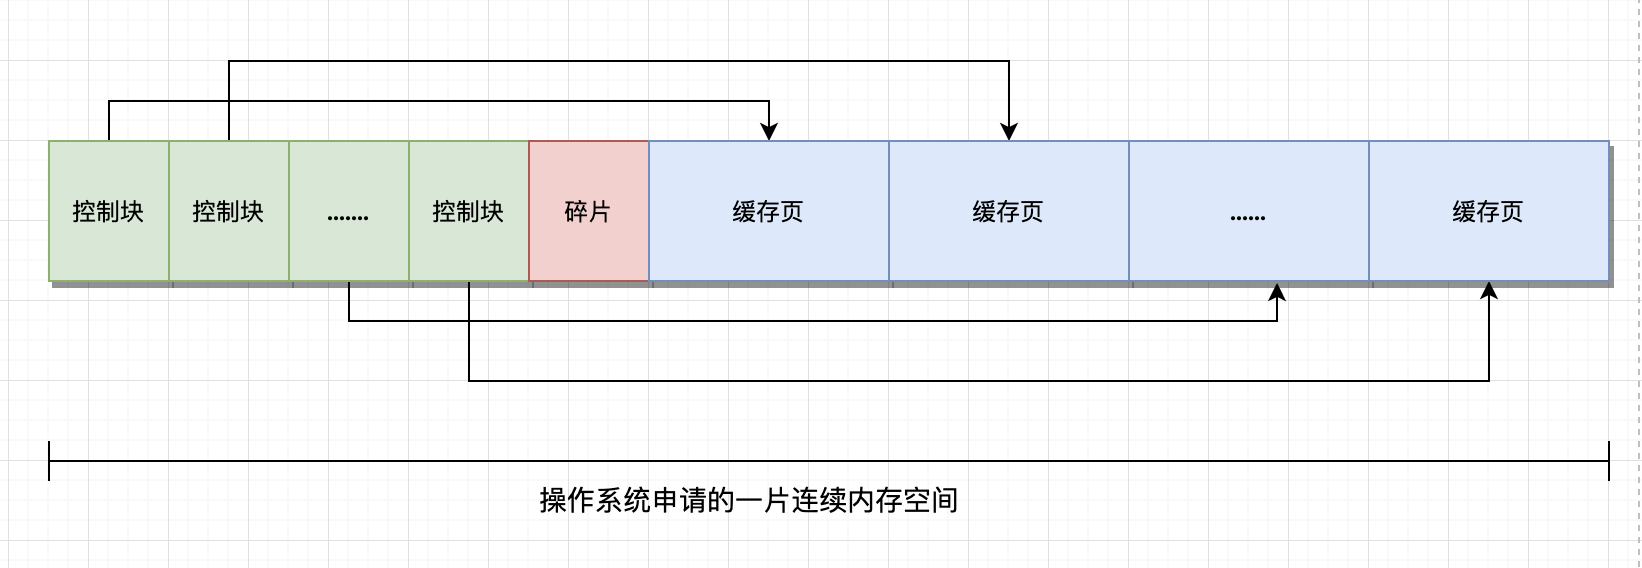 控制块
控制块
.......
控制块
碎片
缓存页
缓存页
......
缓存页
操作系统申请的一片连续内存空间